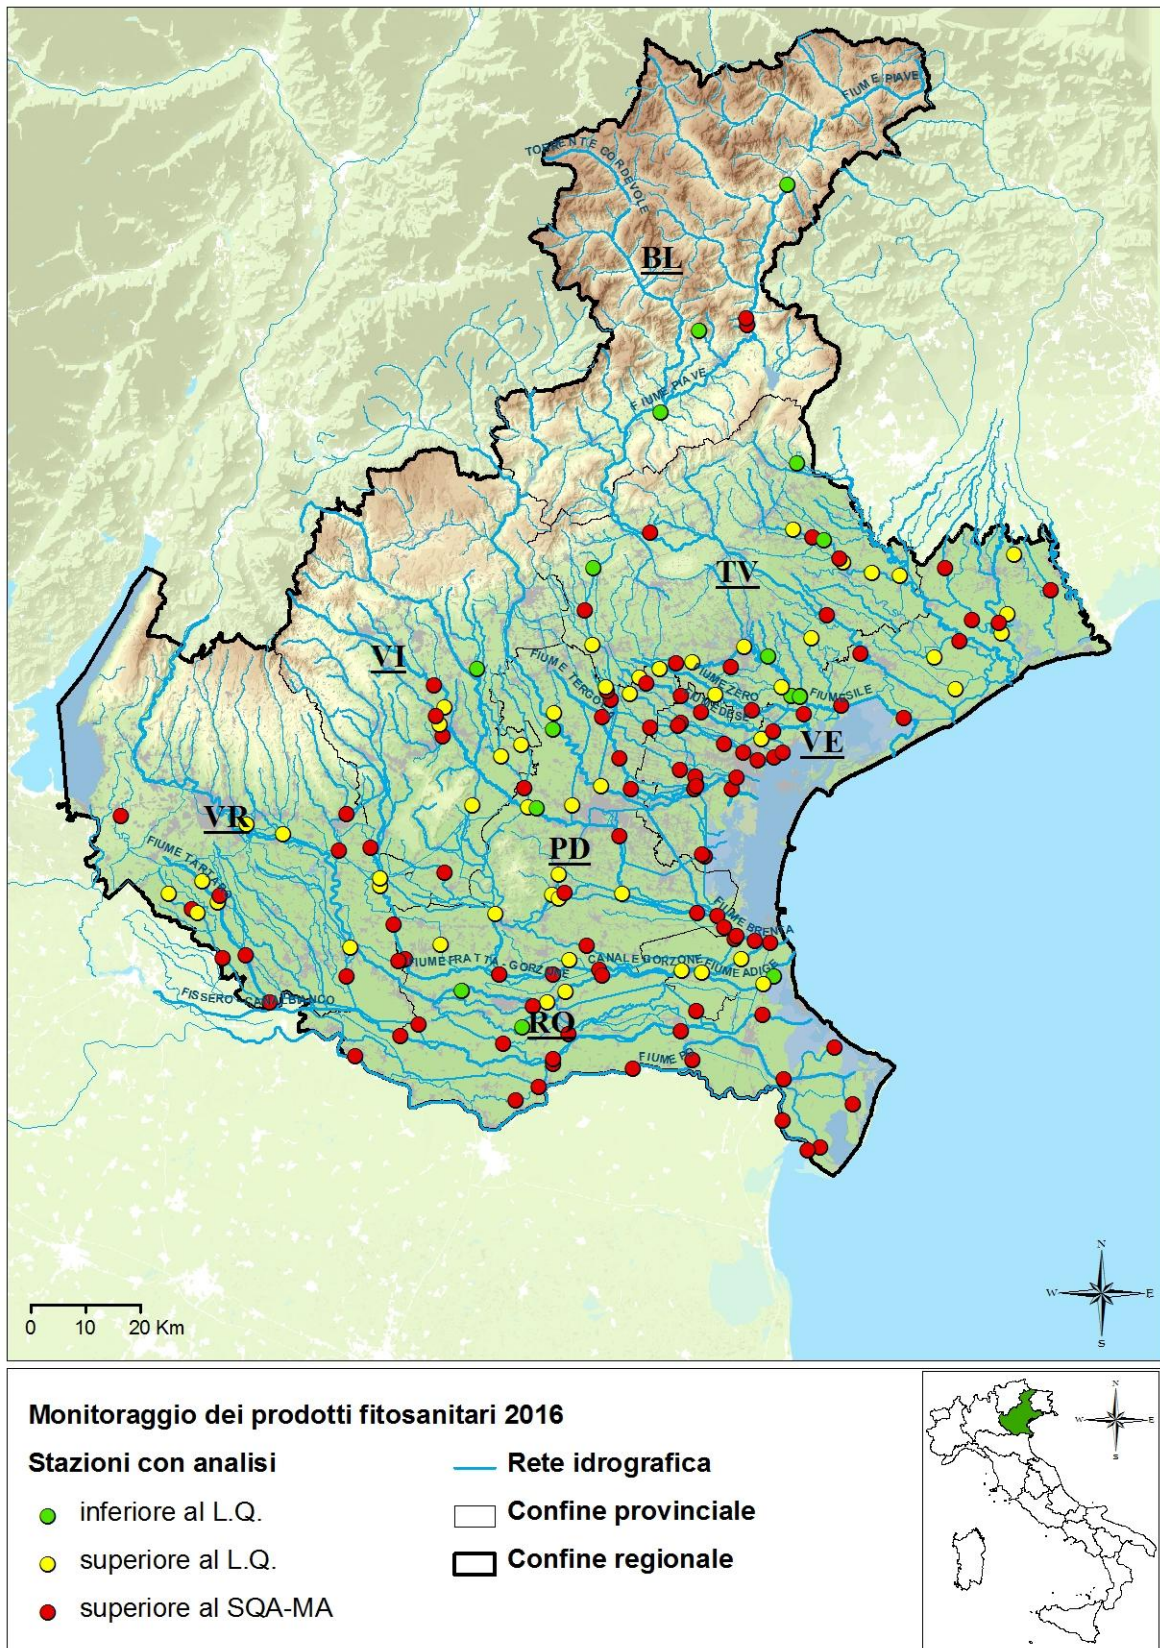 FIUME PIAVE
TORRENTE CORDEVOLE
BL
FIUME PIAVE
TV
VI
FIUME TERGOLA
FIUME ZERO
FIUME DESE
FIUME SILE
VE
VR
FIUME TARTARO
PD
FIUME BRENTA
FIUME FRATTA - GORZONE
CANALE GORZONE
FIUME ADIGE
FISSERO - CANALBIANCO
RO
FIUME PO
0 10 20 Km
N
W E
S
Monitoraggio dei prodotti fitosanitari 2016
Stazioni con analisi
inferiore al L.Q.
superiore al L.Q.
superiore al SQA-MA
Rete idrografica
Confine provinciale
Confine regionale
N
W E
S